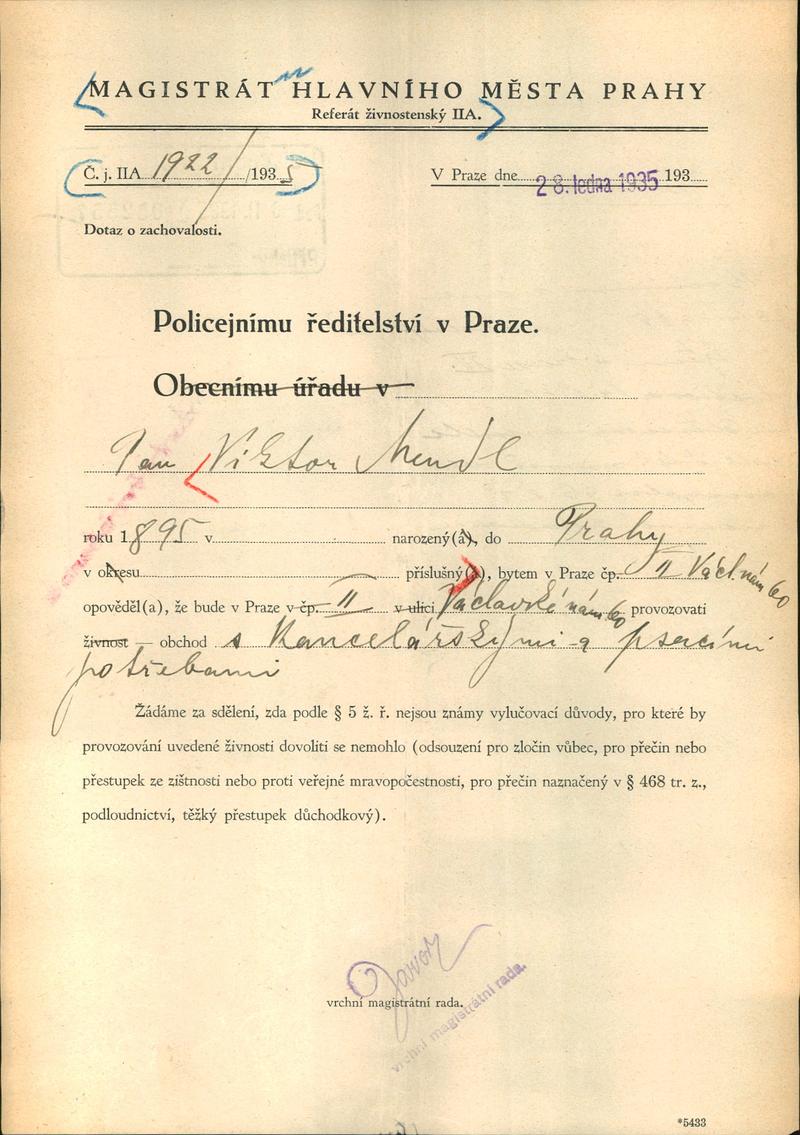 MAGISTRÁT HLAVNÍHO MĚSTA PRAHY
Referát živnostenský IIA.
Č. j. IIA 1922/1935
V Praze dne 28. ledna 1935 193
Dotaz o zachovalosti.
Policejnímu ředitelství v Praze.
Obecnímu úřadu v
Pan Viktor Mendl
roku 1895 v narozený(á), do Prahy
v okresu příslušný(á), bytem v Praze čp. II Václ. nám 60
opověděl(a), že bude v Praze v čp. II v ulici Václavské nám 60 provozovati
živnost — obchod s kancelářskými a psacími
potřebami
Žádáme za sdělení, zda podle § 5 ž. ř. nejsou známy vylučovací důvody, pro které by
provozování uvedené živnosti dovoliti se nemohlo (odsouzení pro zločin vůbec, pro přečin nebo
přestupek ze zištnosti nebo proti veřejné mravopočestnosti, pro přečin naznačený v § 468 tr. z.,
podloudnictví, těžký přestupek důchodkový).
vrchní magistrátní rada.
vrchní magistrátní rada.
*5433